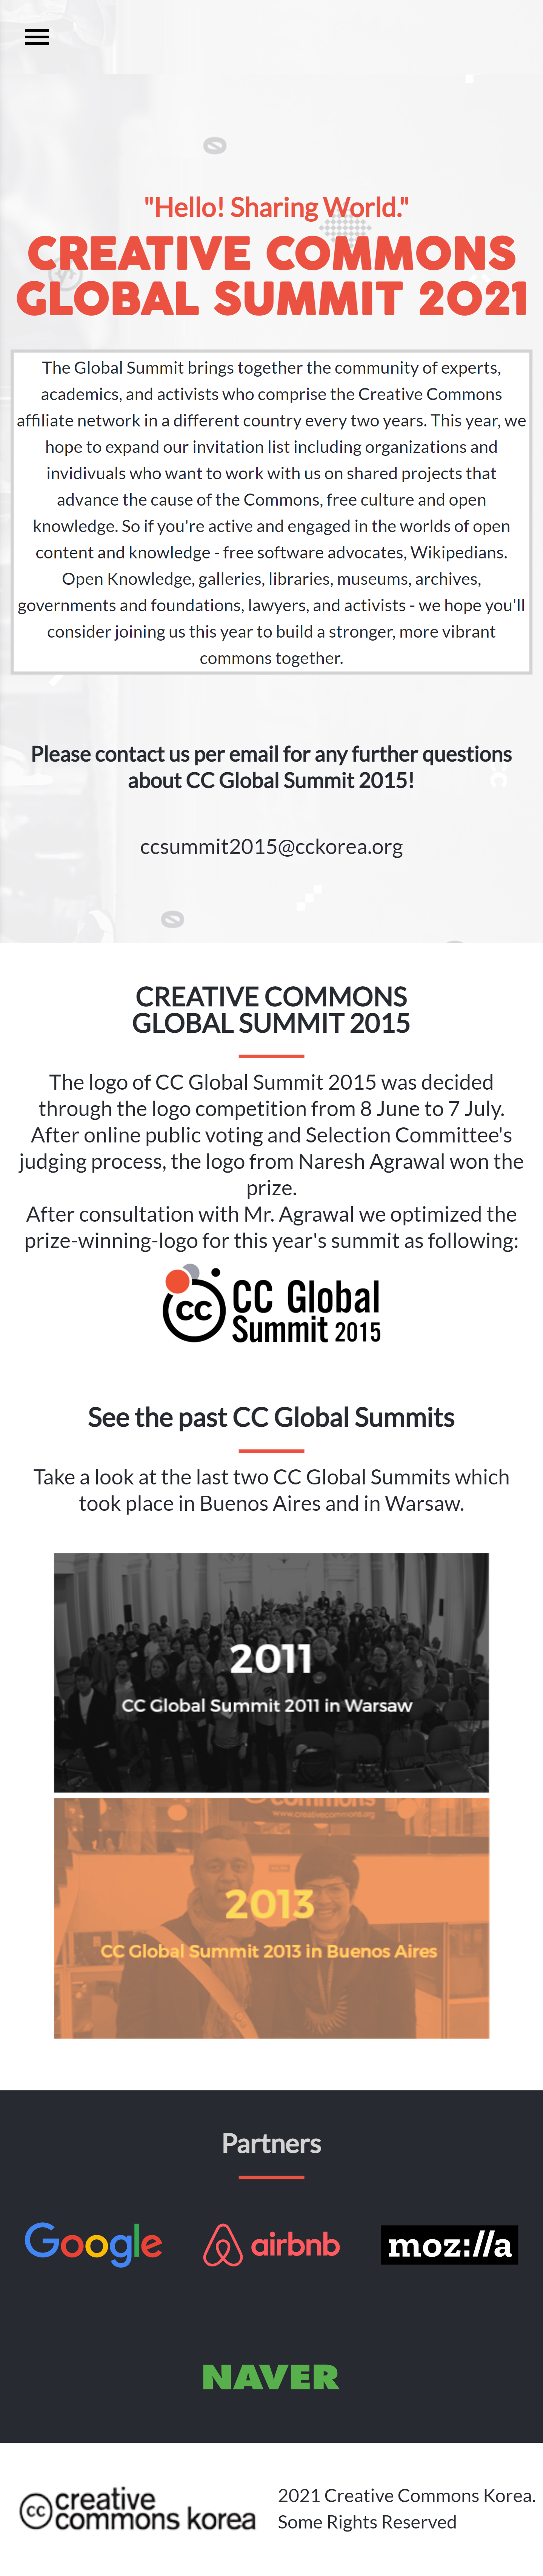 "Hello! Sharing World."
CREATIVE COMMONS
GLOBAL SUMMIT 2021
The Global Summit brings together the community of experts,
academics, and activists who comprise the Creative Commons
affiliate network in a different country every two years. This year, we
hope to expand our invitation list including organizations and
invidivuals who want to work with us on shared projects that
advance the cause of the Commons, free culture and open
knowledge. So if you're active and engaged in the worlds of open
content and knowledge - free software advocates, Wikipedians.
Open Knowledge, galleries, libraries, museums, archives,
governments and foundations, lawyers, and activists - we hope you'll
consider joining us this year to build a stronger, more vibrant
commons together.
Please contact us per email for any further questions
about CC Global Summit 2015!
ccsummit2015@cckorea.org
CREATIVE COMMONS
GLOBAL SUMMIT 2015
The logo of CC Global Summit 2015 was decided
through the logo competition from 8 June to 7 July.
After online public voting and Selection Committee's
judging process, the logo from Naresh Agrawal won the
prize.
After consultation with Mr. Agrawal we optimized the
prize-winning-logo for this year's summit as following:
cc CC Global
Summit 2015
See the past CC Global Summits
Take a look at the last two CC Global Summits which
took place in Buenos Aires and in Warsaw.
2011
CC Global Summit 2011 in Warsaw
commons
www.creativecommons.org
2013
CC Global Summit 2013 in Buenos Aires
Partners
Google airbnb moz://a
NAVER
cc creative
commons korea
2021 Creative Commons Korea.
Some Rights Reserved